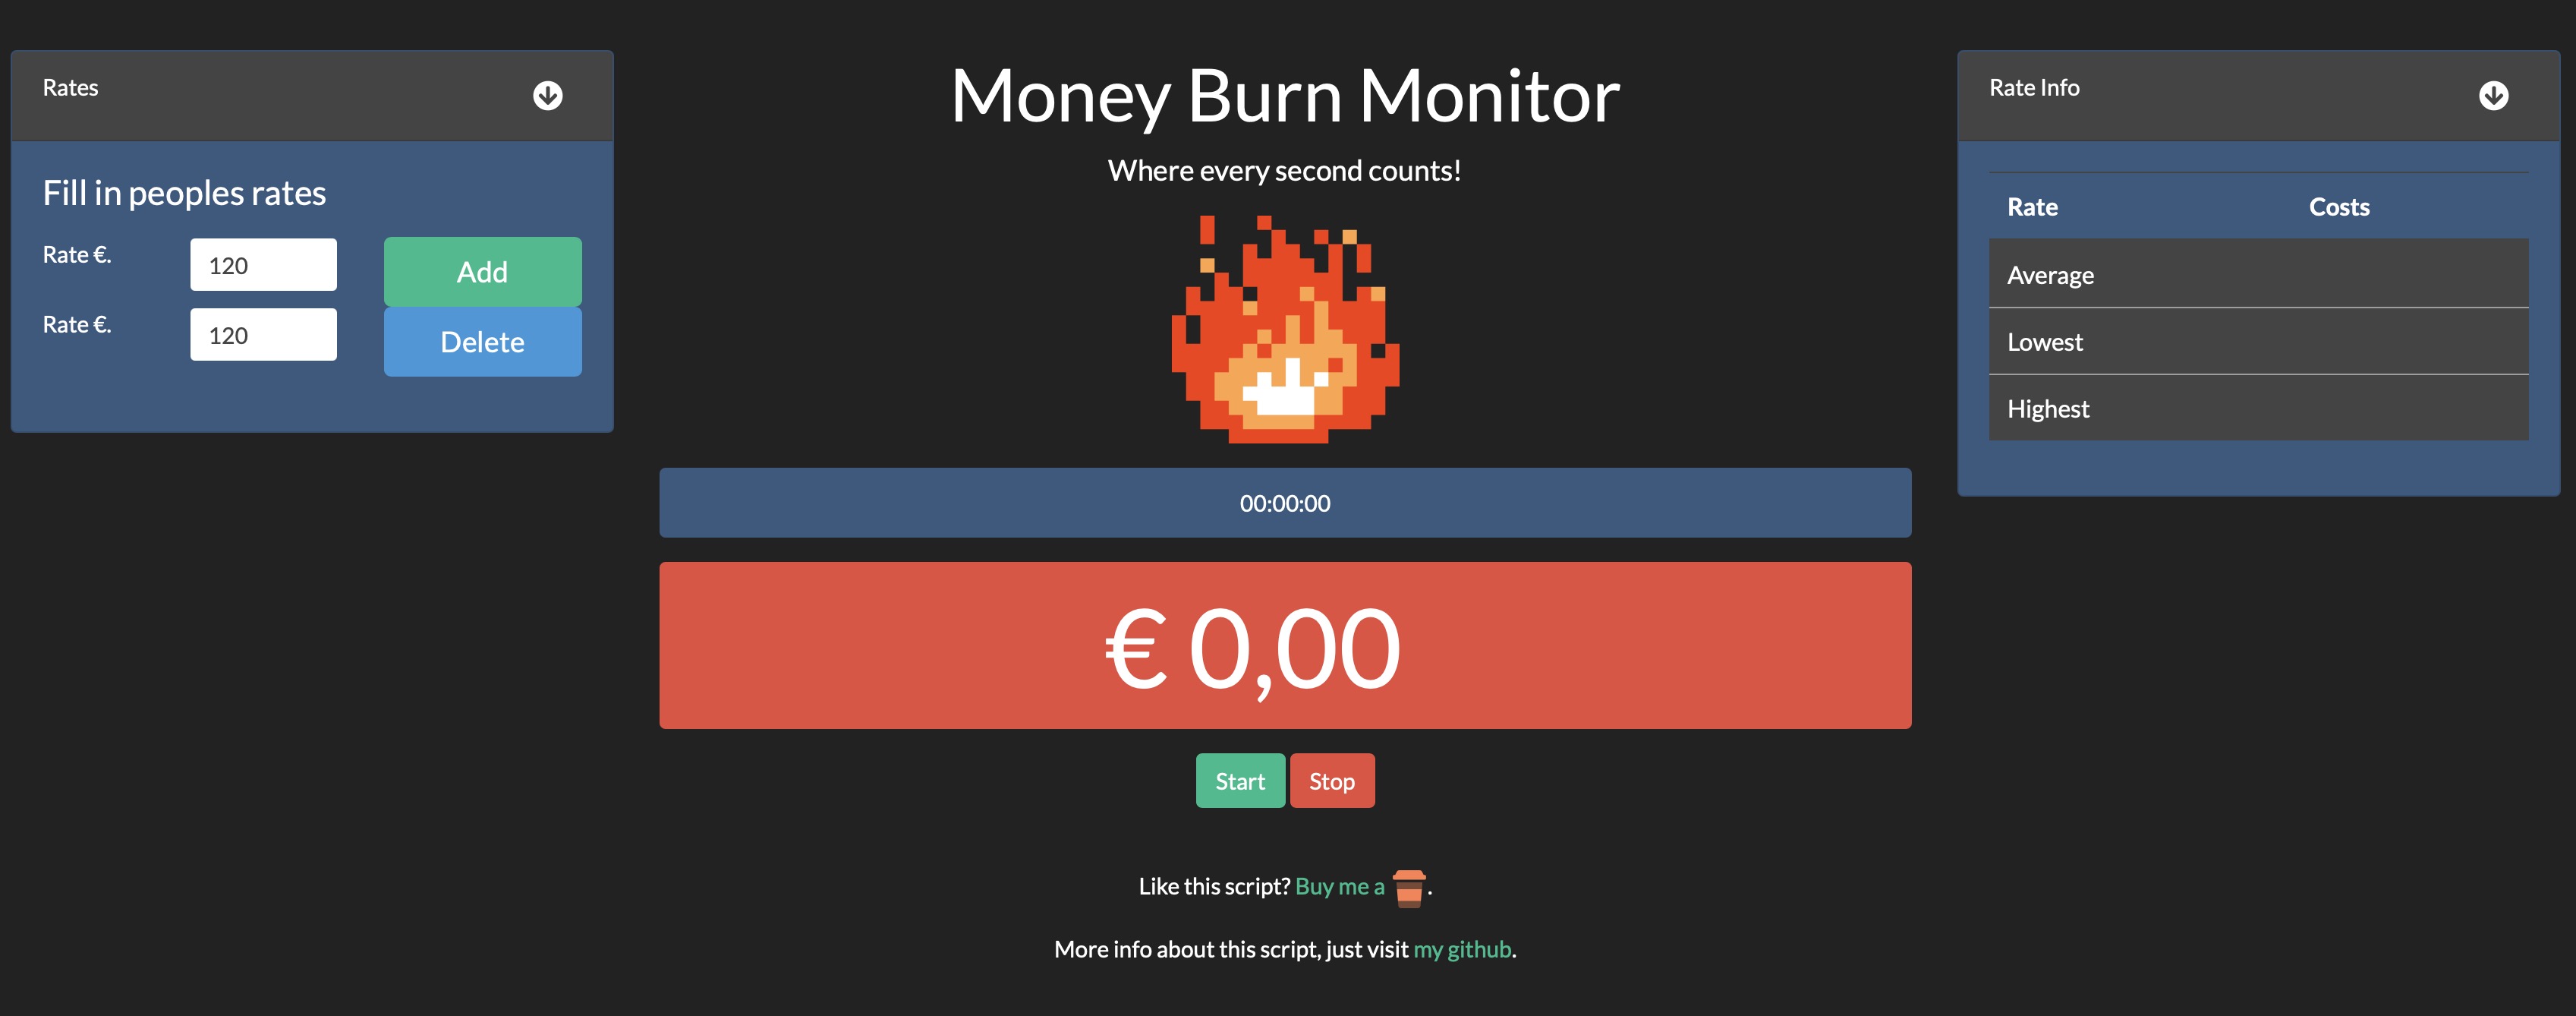 Rates
Fill in peoples rates
Rate €. 120 Add
Rate €. 120 Delete
Money Burn Monitor
Where every second counts!
00:00:00
€ 0,00
Start Stop
Like this script? Buy me a .
More info about this script, just visit my github.
Rate Info
Rate Costs
Average
Lowest
Highest